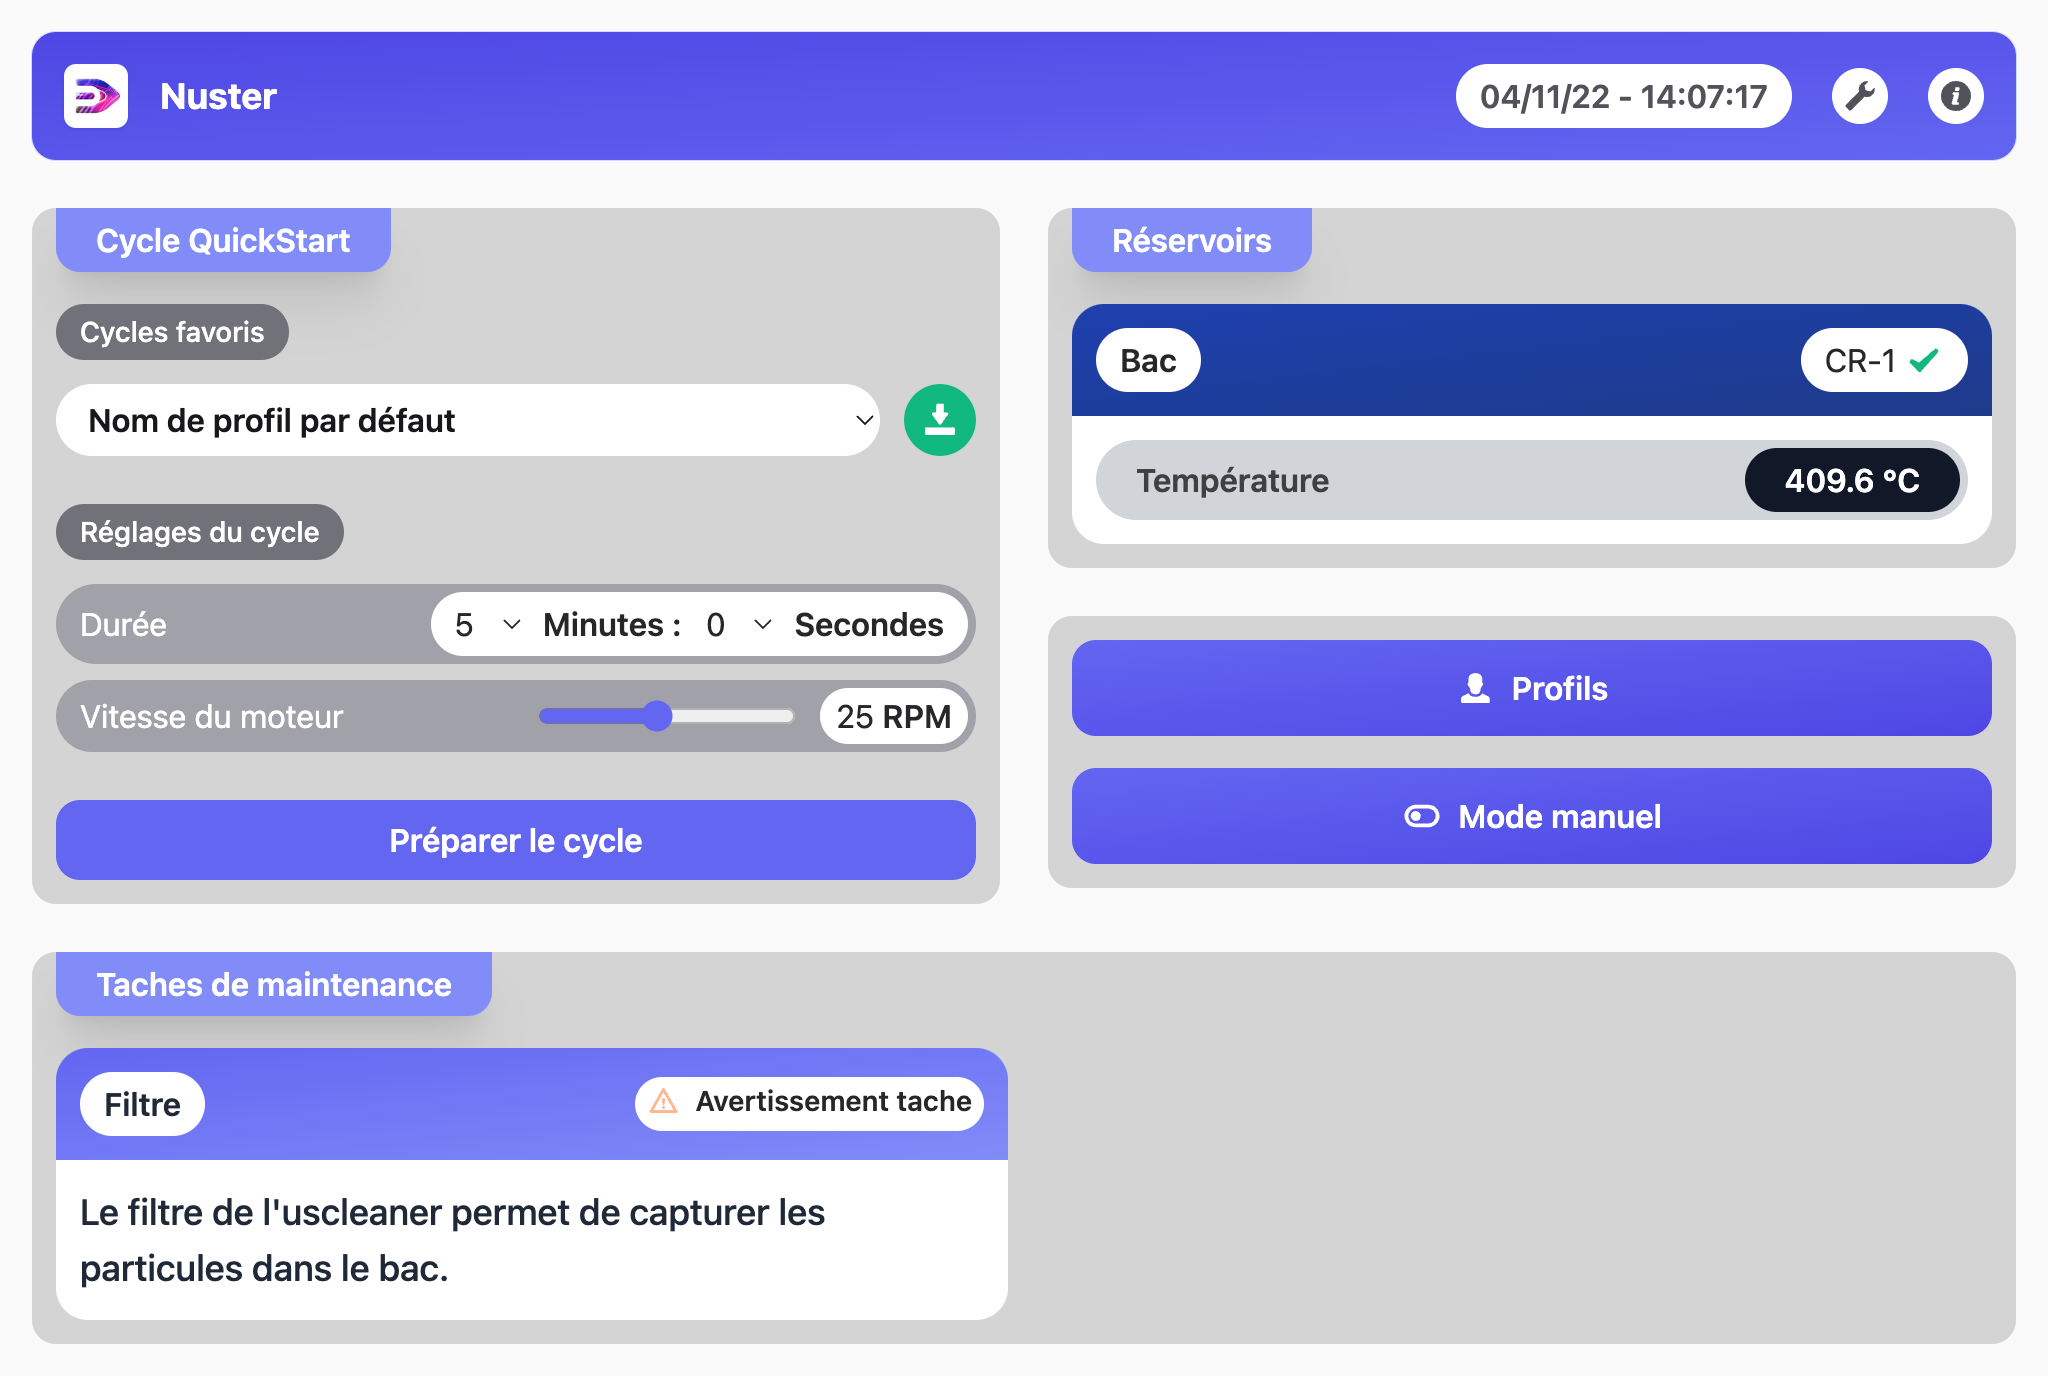 Nuster
04/11/22 - 14:07:17
Cycle QuickStart
Cycles favoris
Nom de profil par défaut
Réglages du cycle
Durée
5 Minutes : 0 Secondes
Vitesse du moteur
25 RPM
Préparer le cycle
Réservoirs
Bac
CR-1
Température
409.6 °C
Profils
Mode manuel
Taches de maintenance
Filtre
Avertissement tache
Le filtre de l'uscleaner permet de capturer les
particules dans le bac.